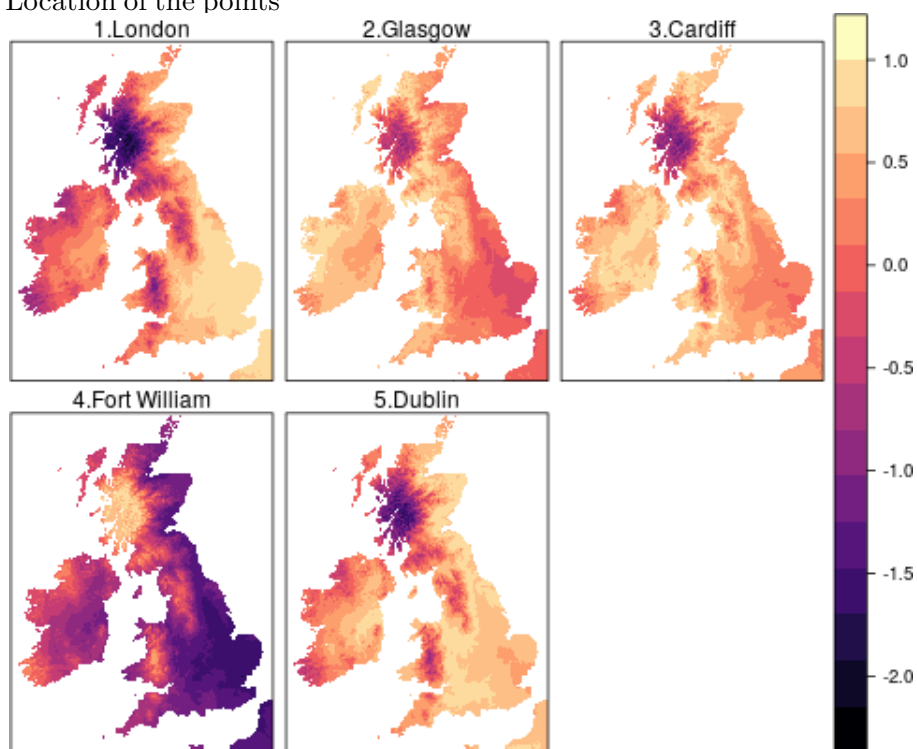 Location of the points
1.London
2.Glasgow
3.Cardiff
1.0
0.5
0.0
-0.5
-1.0
-1.5
-2.0
4.Fort William
5.Dublin